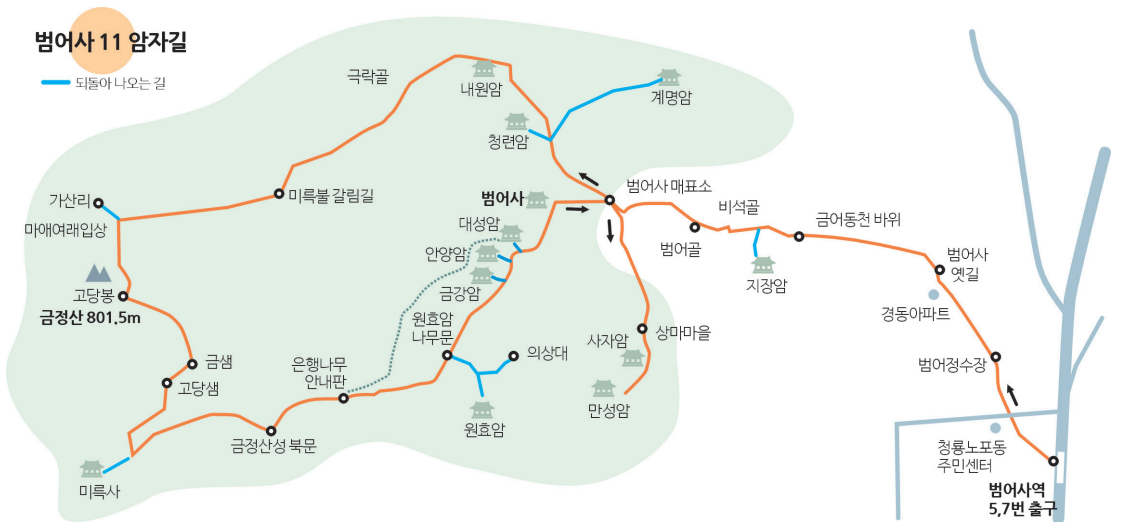 범어사 11 암자길
되돌아 나오는 길
극락골
내원암
계명암
청련암
가산리
마애여래입상
미륵불 갈림길
범어사
범어사 매표소
대성암
안양암
금강암
비석골
범어골
금어동천 바위
지장암
범어사
옛길
경동아파트
고당봉
금정산 801.5m
금샘
고당샘
원효암
나무문
의상대
은행나무
안내판
사자암
상마마을
만성암
범어정수장
금정산성 북문
원효암
미륵사
청룡노포동
주민센터
범어사역
5,7번 출구